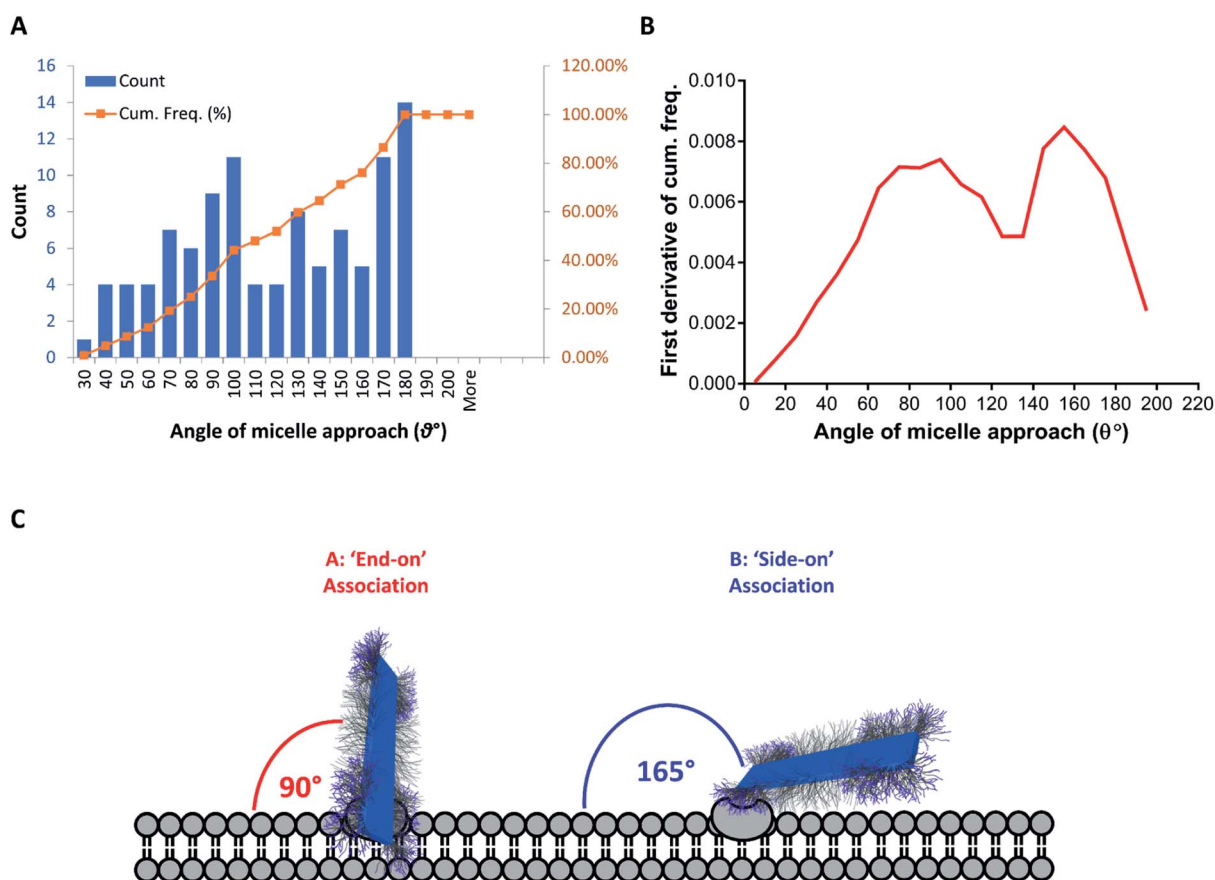 A
16
14
12
10
8
6
4
2
0
Count
Count
Cum. Freq. (%)
120.00%
100.00%
80.00%
60.00%
40.00%
20.00%
0.00%
30 40 50 60 70 80 90 100 110 120 130 140 150 160 170 180 190 200 More
Angle of micelle approach (ϑ°)
B
First derivative of cum. freq.
0.010
0.008
0.006
0.004
0.002
0.000
0 20 40 60 80 100 120 140 160 180 200 220
Angle of micelle approach (θ°)
C
A: ‘End-on’
Association
B: ‘Side-on’
Association
90°
165°